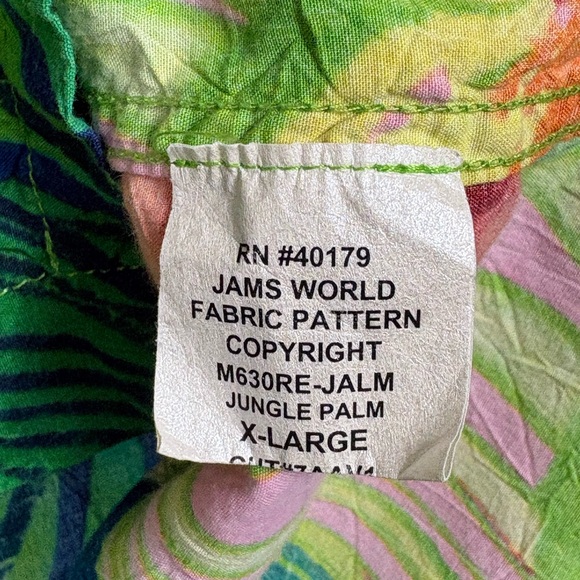 RN #40179
JAMS WORLD
FABRIC PATTERN
COPYRIGHT
M630RE-JALM
JUNGLE PALM
X-LARGE